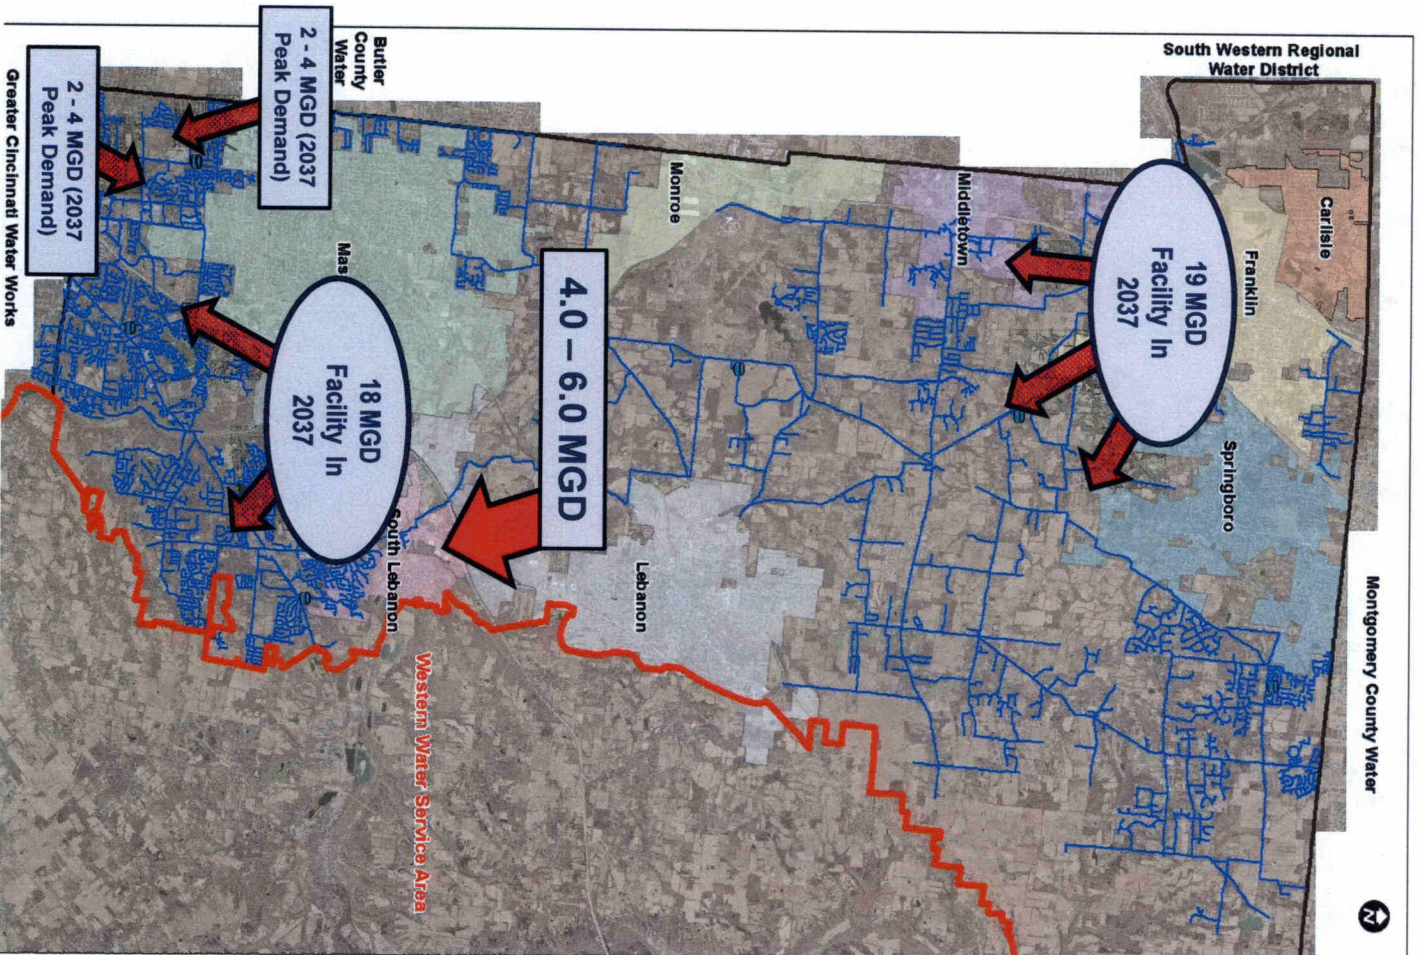 South Western Regional
Water District
Montgomery County Water
Carlisle
Franklin
Springboro
19 MGD
Facility In
2037
Middletown
Monroe
Lebanon
4.0 – 6.0 MGD
Butler
County
Water
2 - 4 MGD (2037
Peak Demand)
Mas
18 MGD
Facility In
2037
South Lebanon
2 - 4 MGD (2037
Peak Demand)
Greater Cincinnati Water Works
Western Water Service Area
N